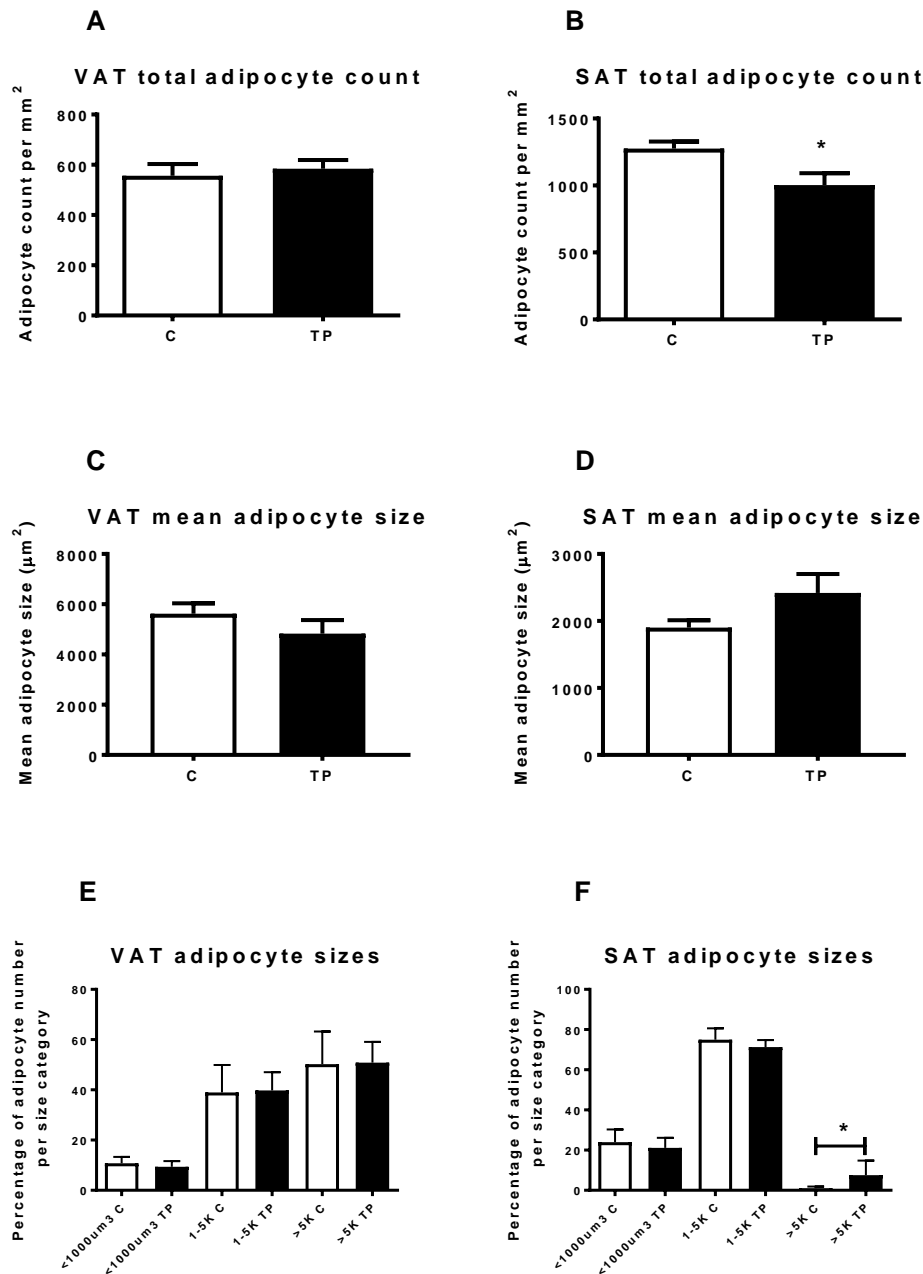 A
VAT total adipocyte count
Adipocyte count per mm²
800
600
400
200
0
C
TP
B
SAT total adipocyte count
Adipocyte count per mm²
1500
1000
500
0
*
C
TP
C
VAT mean adipocyte size
Mean adipocyte size (µm²)
8000
6000
4000
2000
0
C
TP
D
SAT mean adipocyte size
Mean adipocyte size (µm²)
3000
2000
1000
0
C
TP
E
VAT adipocyte sizes
Percentage of adipocyte number
per size category
80
60
40
20
0
<1000um3 C
<1000um3 TP
1-5K C
1-5K TP
>5K C
>5K TP
F
SAT adipocyte sizes
Percentage of adipocyte number
per size category
100
80
60
40
20
0
*
<1000um3 C
<1000um3 TP
1-5K C
1-5K TP
>5K C
>5K TP